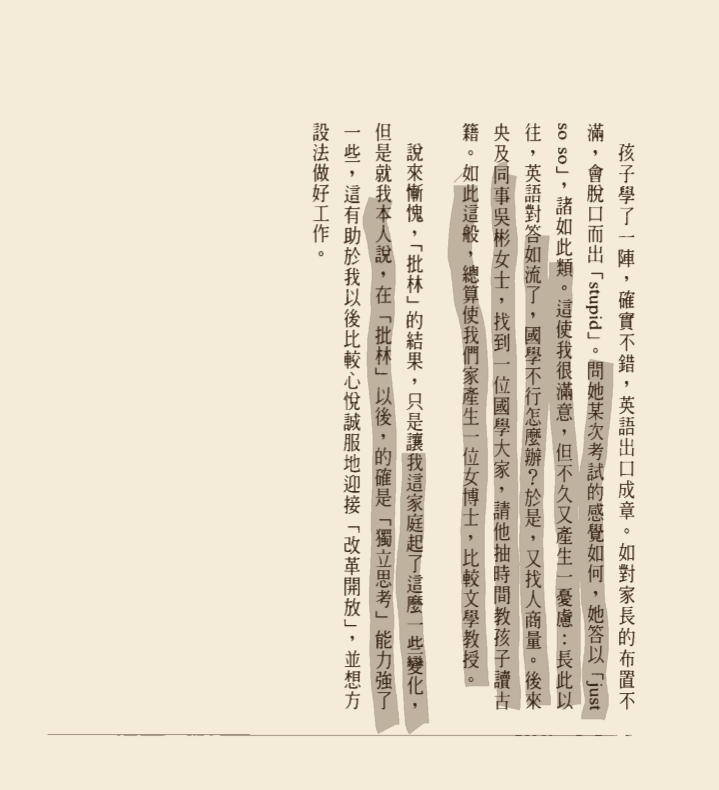 孩子學了一陣，確實不錯，英語出口成章。如對家長的布置不
滿，會脫口而出「stupid」。問她某次考試的感覺如何，她答以「just
so so」，諸如此類。這使我很滿意，但不久又產生一憂慮：長此以
往，英語對答如流了，國學不行怎麼辦？於是，又找人商量。後來
央及同事吳彬女士，找到一位國學大家，請他抽時間教孩子讀古
籍。如此這般，總算使我們家產生一位女博士，比較文學教授。
說來慚愧，「批林」的結果，只是讓我這家庭起了這麼一些變化，
但是就我本人說，在「批林」以後，的確是「獨立思考」能力強了
一些，這有助於我以後比較心悅誠服地迎接「改革開放」，並想方
設法做好工作。